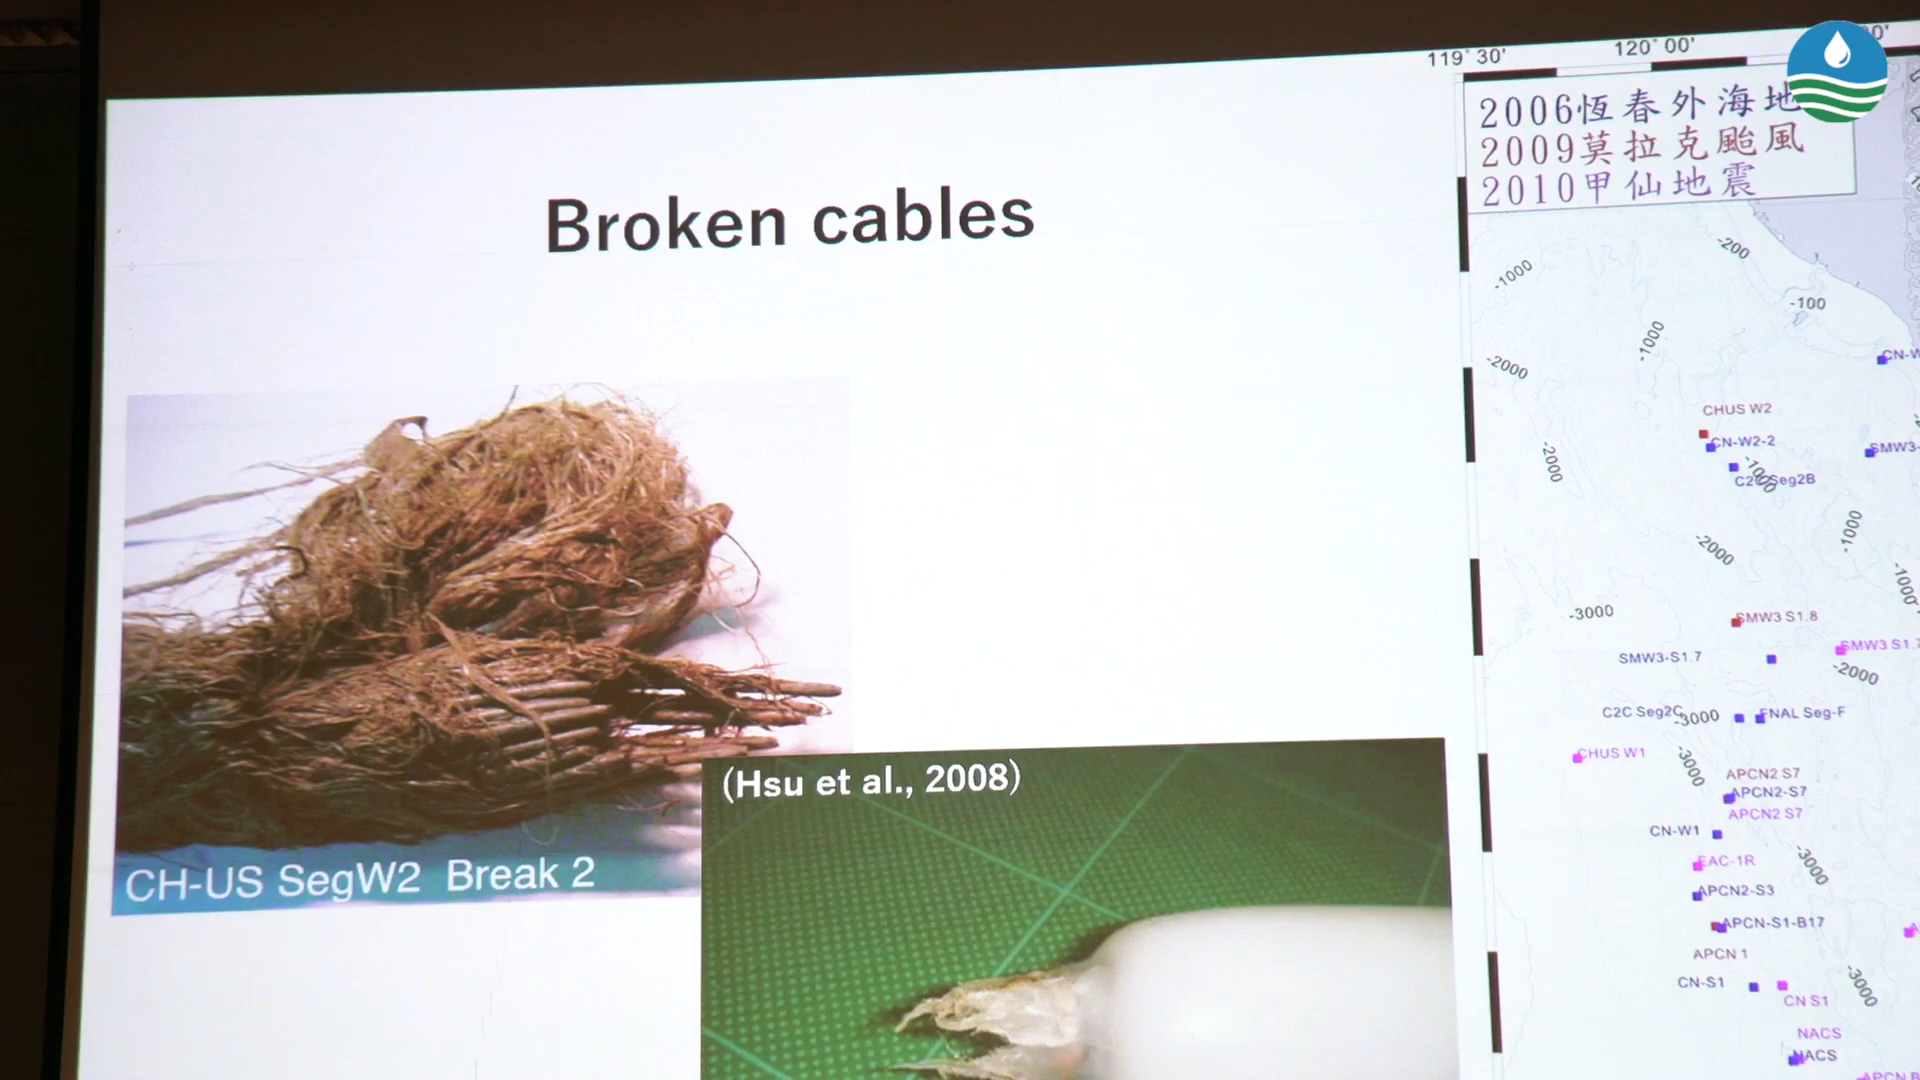 Broken cables
CH-US SegW2 Break 2
(Hsu et al., 2008)
119°30'
120°00'
2006恆春外海地
2009莫拉克颱風
2010甲仙地震
-200
-1000
-100
-1000
-2000
CN-W
CHUS W2
CN-W2-2
SMW3-
-2000
-1000
C2C Seg2B
-1000
-2000
-1000
-3000
SMW3 S1.8
SMW3 S1.7
SMW3-S1.7
-2000
C2C Seg2C
-3000
FNAL Seg-F
CHUS W1
-3000
APCN2 S7
APCN2-S7
APCN2 S7
CN-W1
EAC-1R
-3000
APCN2-S3
APCN-S1-B17
APCN 1
CN-S1
-3000
CN S1
NACS
NACS
APCN B